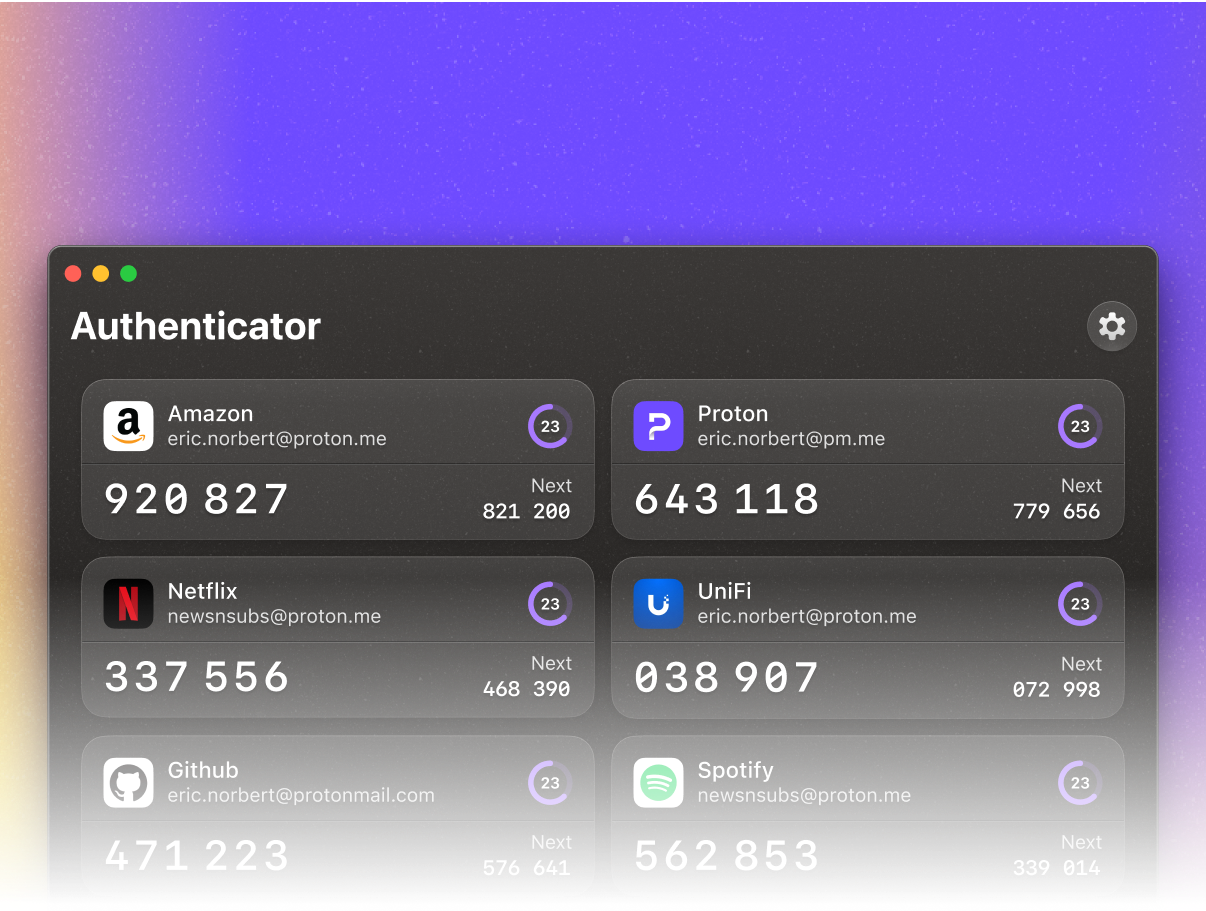 Authenticator
Amazon
eric.norbert@proton.me
23
920 827
Next
821 200
Proton
eric.norbert@pm.me
23
643 118
Next
779 656
Netflix
newsnsubs@proton.me
23
337 556
Next
468 390
UniFi
eric.norbert@proton.me
23
038 907
Next
072 998
Github
eric.norbert@protonmail.com
23
471 223
Next
576 641
Spotify
newsnsubs@proton.me
23
562 853
Next
339 014